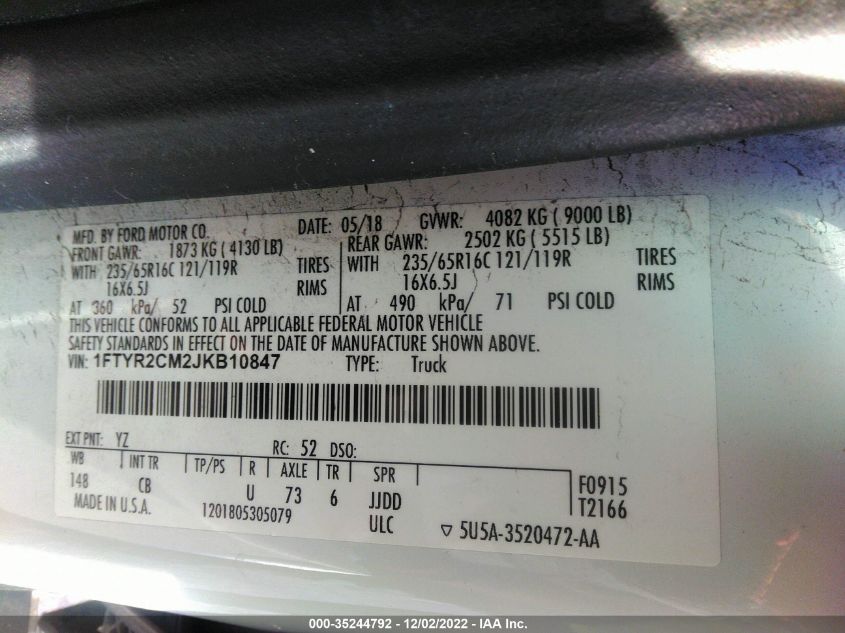 MFD. BY FORD MOTOR CO.
DATE: 05/18 GVWR: 4082 KG ( 9000 LB)
FRONT GAWR: 1873 KG ( 4130 LB) REAR GAWR: 2502 KG ( 5515 LB)
WITH 235/65R16C 121/119R TIRES WITH 235/65R16C 121/119R TIRES
16X6.5J RIMS 16X6.5J RIMS
AT 360 kPa/ 52 PSI COLD AT 490 kPa/ 71 PSI COLD
THIS VEHICLE CONFORMS TO ALL APPLICABLE FEDERAL MOTOR VEHICLE
SAFETY STANDARDS IN EFFECT ON THE DATE OF MANUFACTURE SHOWN ABOVE.
VIN: 1FTYR2CM2JKB10847 TYPE: Truck
EXT PNT: YZ RC: 52 DSO:
WB INT TR TP/PS R AXLE TR SPR
148 CB U 73 6 JJDD F0915
MADE IN U.S.A. 1201805305079 ULC T2166
▽ 5U5A-3520472-AA
000-35244792 - 12/02/2022 - IAA Inc.